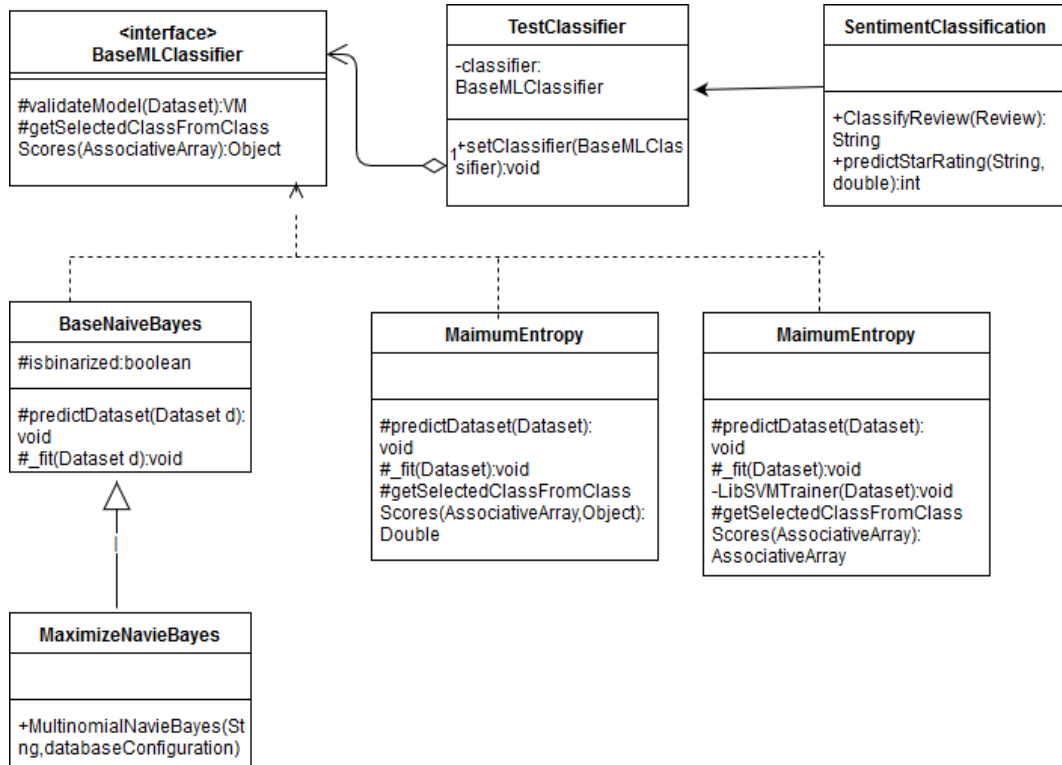 <interface>
BaseMLClassifier
#validateModel(Dataset):VM
#getSelectedClassFromClass
Scores(AssociativeArray):Object
TestClassifier
-classifier:
BaseMLClassifier
1
+setClassifier(BaseMLClas
sifier):void
SentimentClassification
+ClassifyReview(Review):
String
+predictStarRating(String,
double):int
BaseNaiveBayes
#isbinarized:boolean
#predictDataset(Dataset d):
void
#_fit(Dataset d):void
MaimumEntropy
#predictDataset(Dataset):
void
#_fit(Dataset):void
#getSelectedClassFromClass
Scores(AssociativeArray,Object):
Double
MaimumEntropy
#predictDataset(Dataset):
void
#_fit(Dataset):void
-LibSVMTrainer(Dataset):void
#getSelectedClassFromClass
Scores(AssociativeArray):
AssociativeArray
MaximizeNavieBayes
+MultinomialNavieBayes(St
ng,databaseConfiguration)